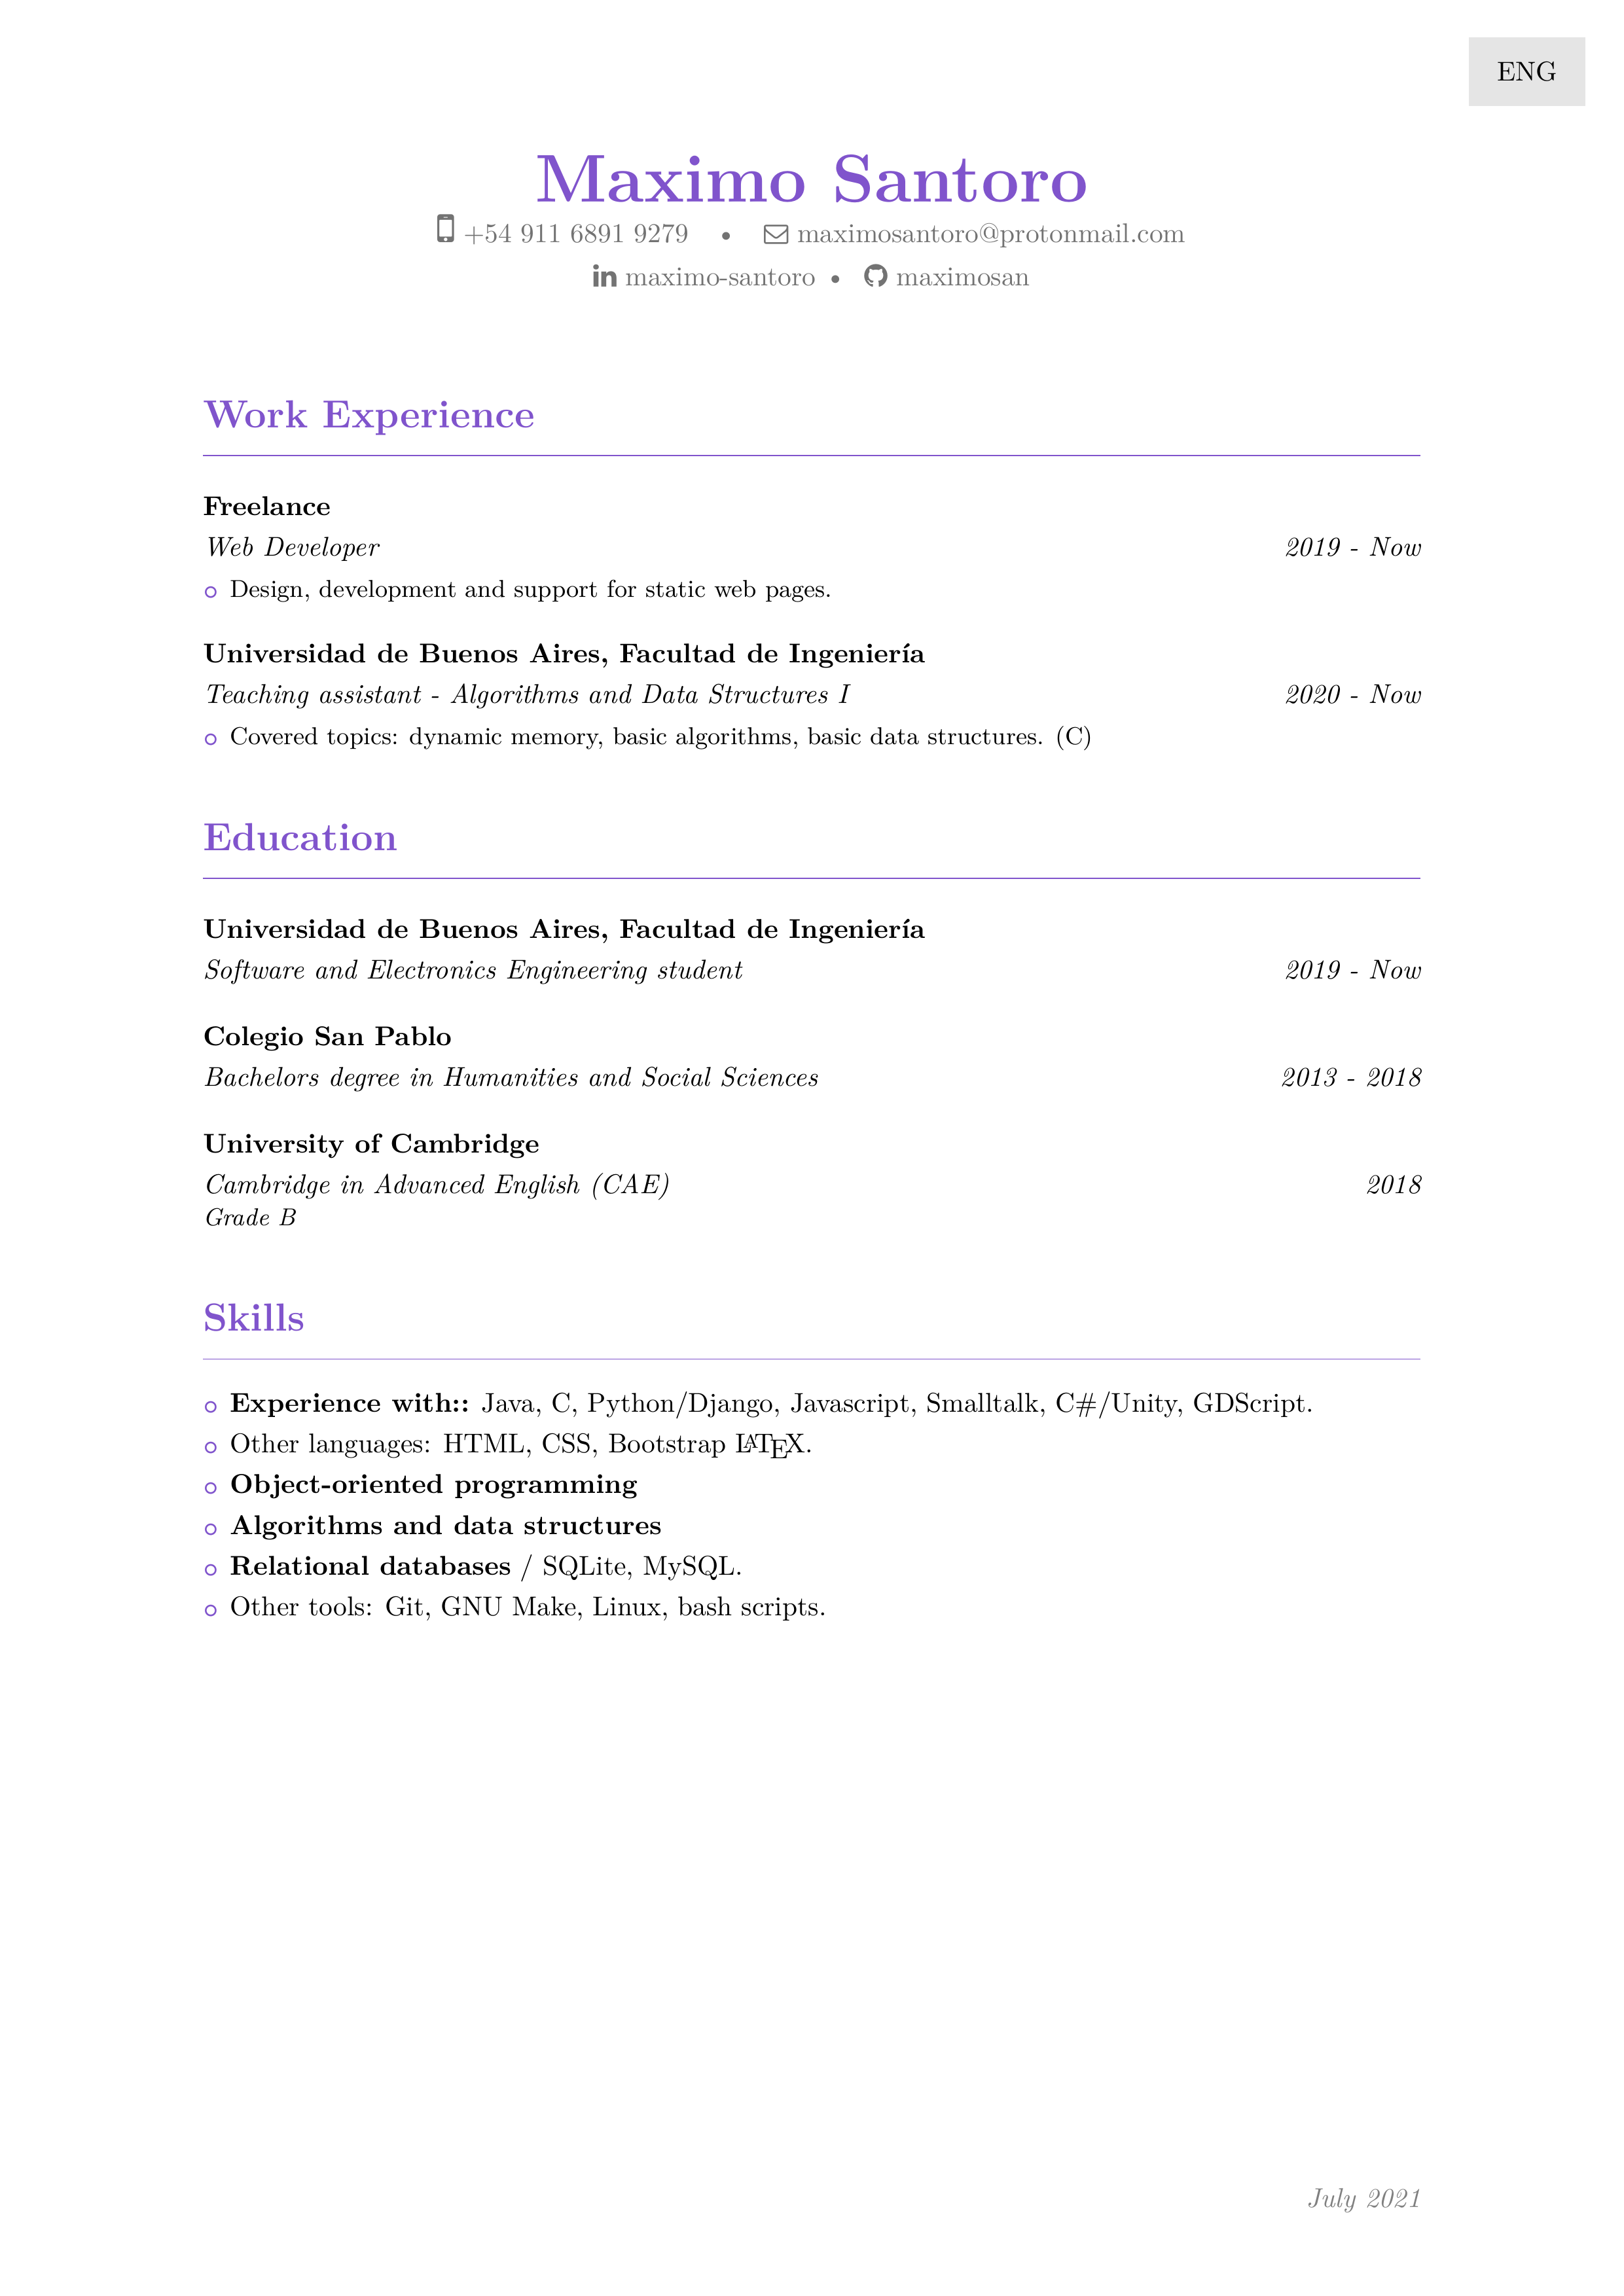 ENG
Maximo Santoro
+54 911 6891 9279 • maximosantoro@protonmail.com
maximo-santoro • maximosan
Work Experience
Freelance
Web Developer 2019 - Now
Design, development and support for static web pages.
Universidad de Buenos Aires, Facultad de Ingeniería
Teaching assistant - Algorithms and Data Structures I 2020 - Now
Covered topics: dynamic memory, basic algorithms, basic data structures. (C)
Education
Universidad de Buenos Aires, Facultad de Ingeniería
Software and Electronics Engineering student 2019 - Now
Colegio San Pablo
Bachelors degree in Humanities and Social Sciences 2013 - 2018
University of Cambridge
Cambridge in Advanced English (CAE) 2018
Grade B
Skills
Experience with:: Java, C, Python/Django, Javascript, Smalltalk, C#/Unity, GDScript.
Other languages: HTML, CSS, Bootstrap LATEX.
Object-oriented programming
Algorithms and data structures
Relational databases / SQLite, MySQL.
Other tools: Git, GNU Make, Linux, bash scripts.
July 2021